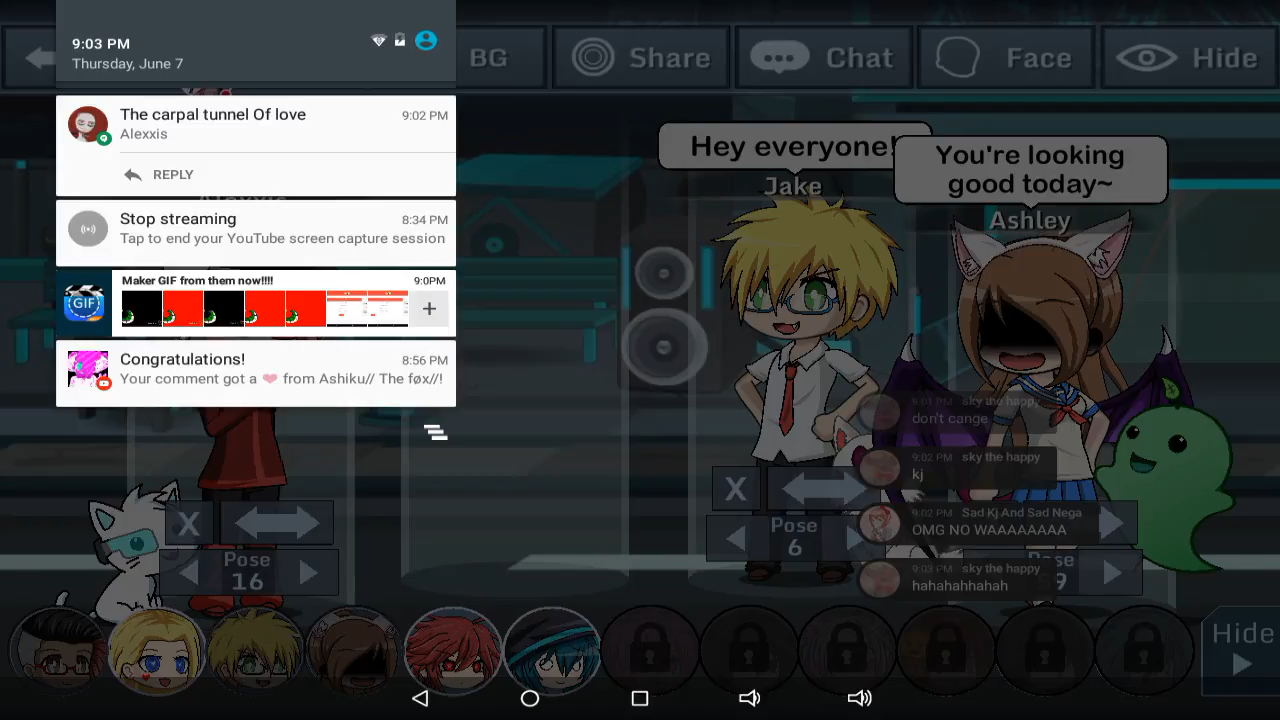 9:03 PM
Thursday, June 7
BG
Share
Chat
Face
Hide
The carpal tunnel Of love
9:02 PM
Alexxis
REPLY
Alexxis
Stop streaming
8:34 PM
Tap to end your YouTube screen capture session
GIF
Maker GIF from them now!!!!
9:0PM
+
Congratulations!
8:56 PM
Your comment got a ❤ from Ashiku// The føx//!
Hey everyone!
Jake
You're looking
good today~
Ashley
9:01 PM sky the happy
don't cange
9:02 PM sky the happy
kj
9:02 PM Sad Kj And Sad Nega
OMG NO WAAAAAAAA
9:03 PM sky the happy
hahahahhahah
X
Pose
16
X
Pose
6
Hide